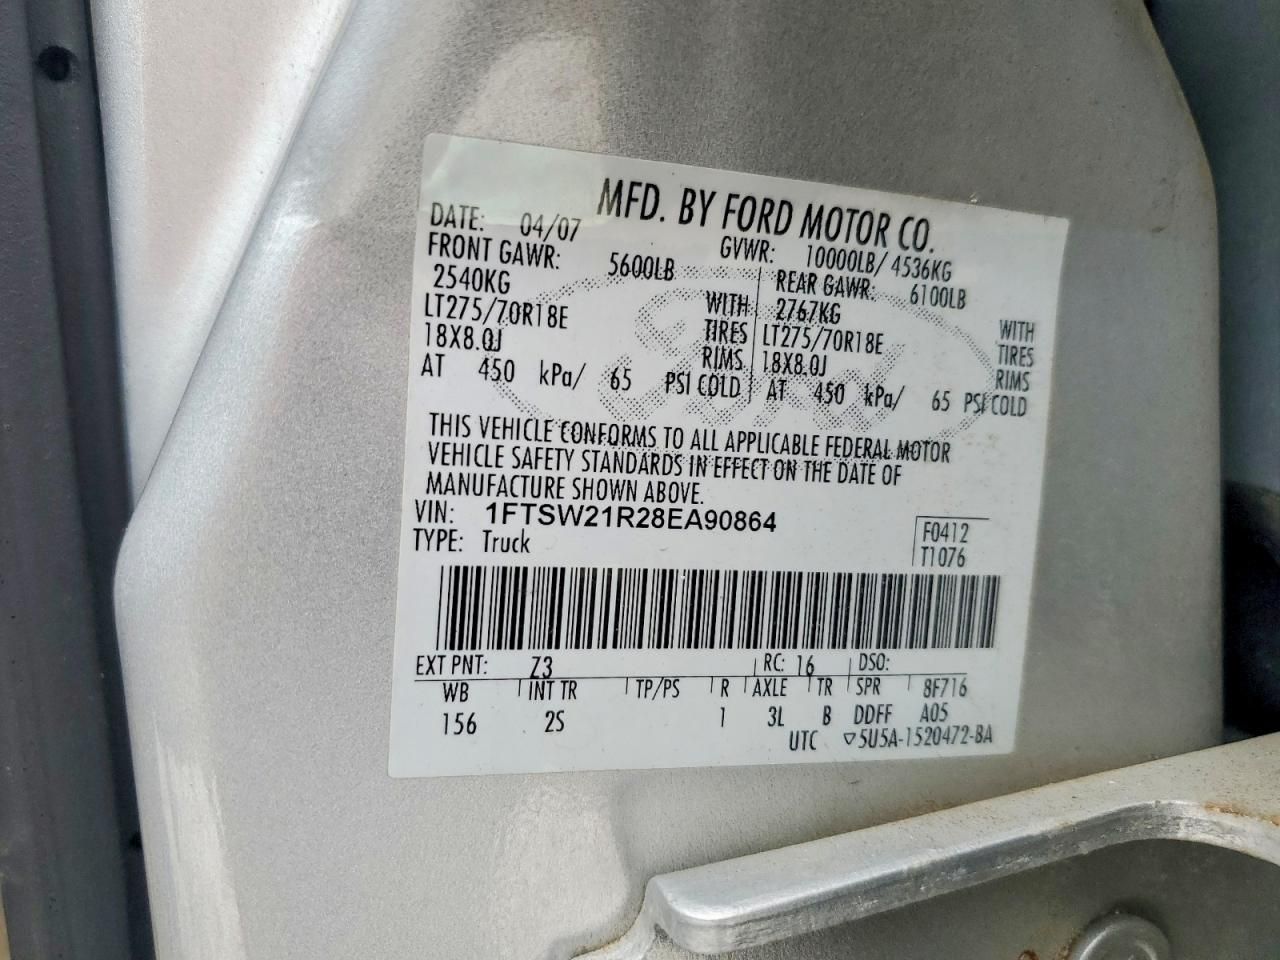 MFD. BY FORD MOTOR CO.
DATE: 04/07 GVWR: 10000LB/ 4536KG
FRONT GAWR: 5600LB REAR GAWR: 6100LB
2540KG WITH 2767KG WITH
LT275/70R18E TIRES LT275/70R18E TIRES
18X8.0J RIMS 18X8.0J RIMS
AT 450 kPa/ 65 PSI COLD AT 450 kPa/ 65 PSI COLD
THIS VEHICLE CONFORMS TO ALL APPLICABLE FEDERAL MOTOR
VEHICLE SAFETY STANDARDS IN EFFECT ON THE DATE OF
MANUFACTURE SHOWN ABOVE.
VIN: 1FTSW21R28EA90864
TYPE: Truck
F0412
T1076
EXT PNT: Z3 RC: 16 DSO:
WB INT TR TP/PS R AXLE TR SPR 8F716
156 2S 1 3L B DDFF A05
UTC ▽5U5A-1520472-BA